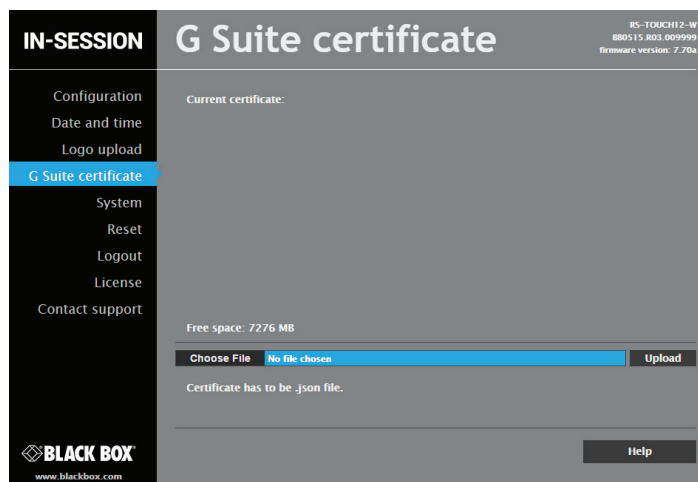 IN-SESSION
G Suite certificate
RS-TOUCH12-W
BB0515.R03.009999
firmware version: 7.70a
Configuration
Date and time
Logo upload
G Suite certificate
System
Reset
Logout
License
Contact support
Current certificate:
Free space: 7276 MB
Choose File No file chosen Upload
Certificate has to be .json file.
Help
BLACK BOX®
www.blackbox.com